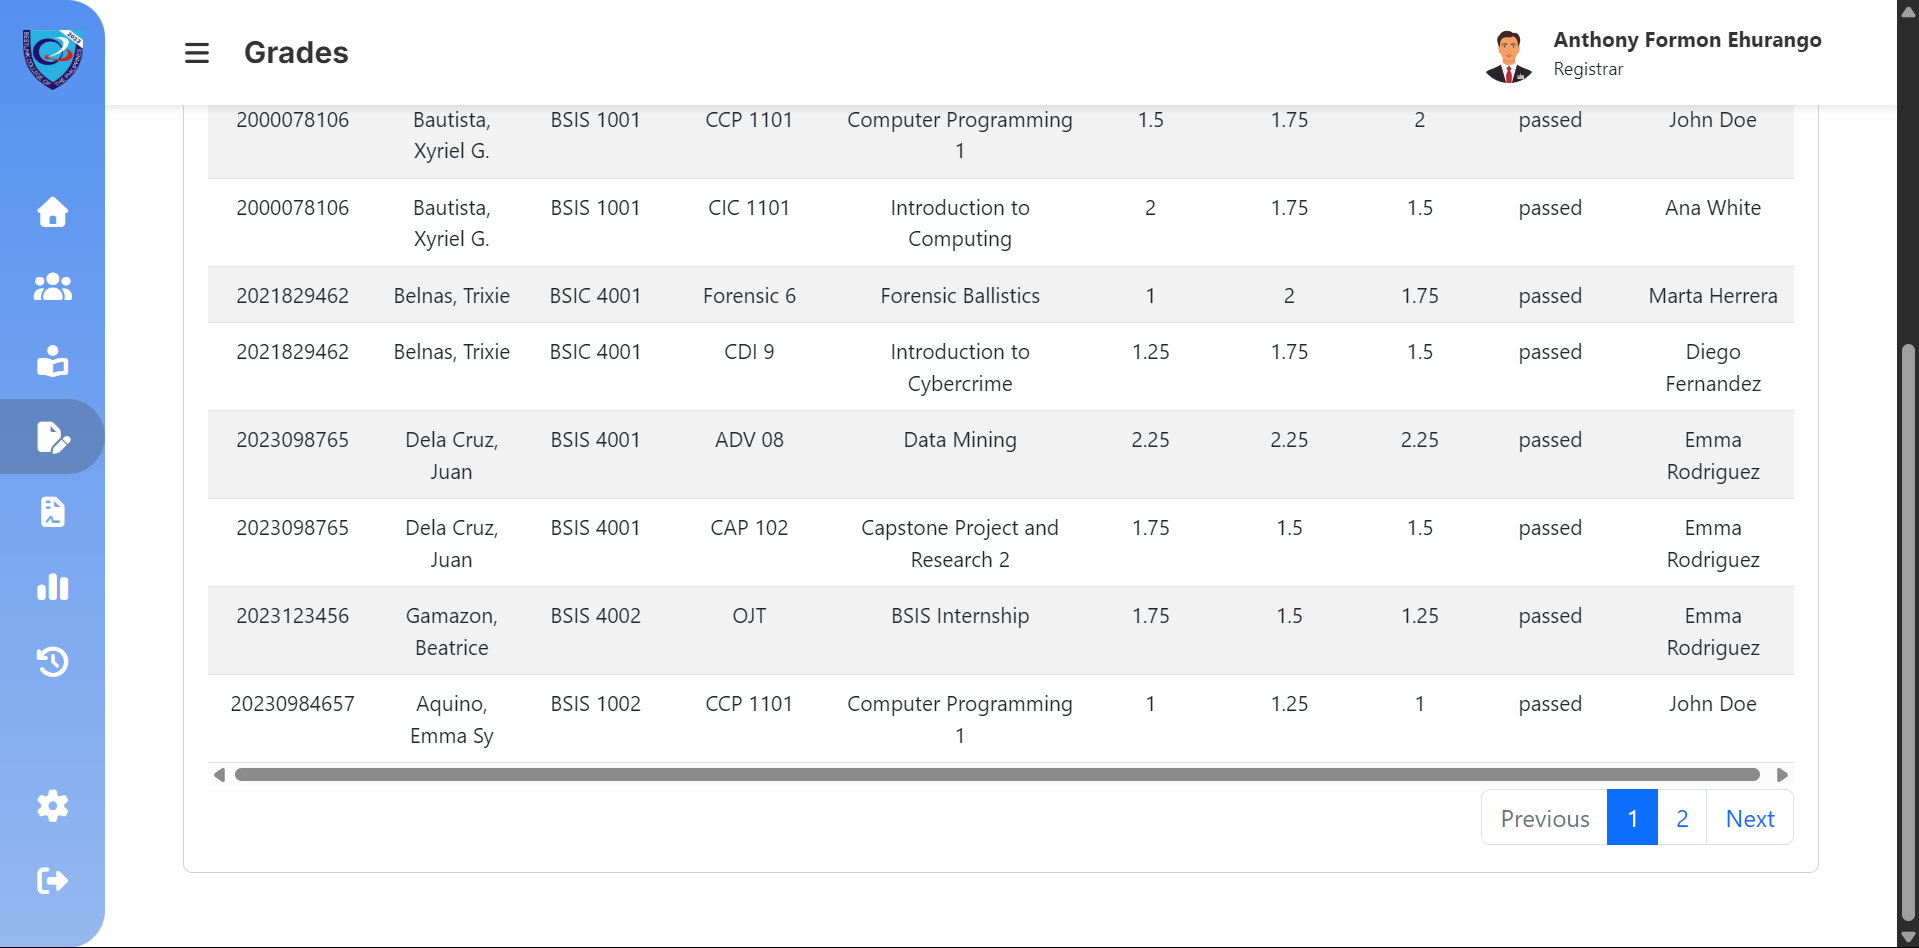 BESTLINK COLLEGE OF THE PHILIPPINES
2013
Grades
Anthony Formon Ehurango
Registrar
2000078106 Bautista, BSIS 1001 CCP 1101 Computer Programming 1.5 1.75 2 passed John Doe
Xyriel G. 1
2000078106 Bautista, BSIS 1001 CIC 1101 Introduction to 2 1.75 1.5 passed Ana White
Xyriel G. Computing
2021829462 Belnas, Trixie BSIC 4001 Forensic 6 Forensic Ballistics 1 2 1.75 passed Marta Herrera
2021829462 Belnas, Trixie BSIC 4001 CDI 9 Introduction to 1.25 1.75 1.5 passed Diego
Cybercrime Fernandez
2023098765 Dela Cruz, BSIS 4001 ADV 08 Data Mining 2.25 2.25 2.25 passed Emma
Juan Rodriguez
2023098765 Dela Cruz, BSIS 4001 CAP 102 Capstone Project and 1.75 1.5 1.5 passed Emma
Juan Research 2 Rodriguez
2023123456 Gamazon, BSIS 4002 OJT BSIS Internship 1.75 1.5 1.25 passed Emma
Beatrice Rodriguez
20230984657 Aquino, BSIS 1002 CCP 1101 Computer Programming 1 1.25 1 passed John Doe
Emma Sy 1
Previous 1 2 Next